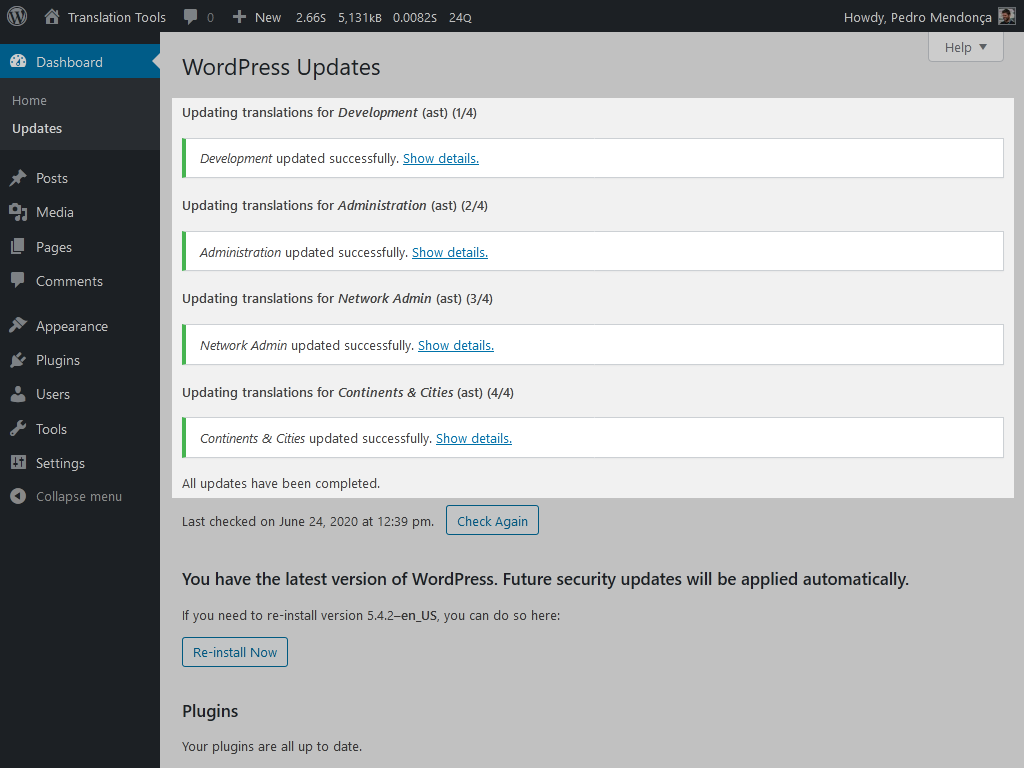 Translation Tools 0 New 2.66s 5,131kB 0.0082s 24Q Howdy, Pedro Mendonça
Help
Dashboard
Home
Updates
Posts
Media
Pages
Comments
Appearance
Plugins
Users
Tools
Settings
Collapse menu
WordPress Updates
Updating translations for Development (ast) (1/4)
Development updated successfully. Show details.
Updating translations for Administration (ast) (2/4)
Administration updated successfully. Show details.
Updating translations for Network Admin (ast) (3/4)
Network Admin updated successfully. Show details.
Updating translations for Continents & Cities (ast) (4/4)
Continents & Cities updated successfully. Show details.
All updates have been completed.
Last checked on June 24, 2020 at 12:39 pm. Check Again
You have the latest version of WordPress. Future security updates will be applied automatically.
If you need to re-install version 5.4.2–en_US, you can do so here:
Re-install Now
Plugins
Your plugins are all up to date.